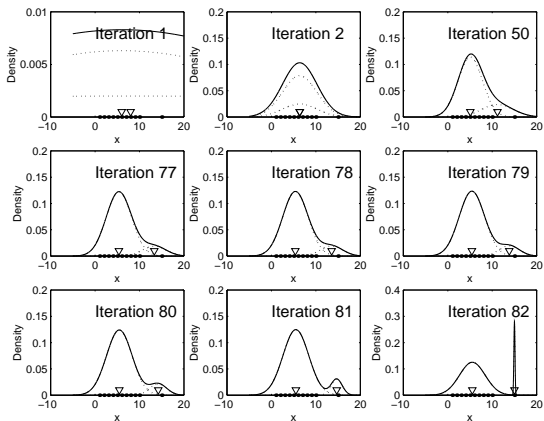 Iteration 1
0.01
0.005
0
Density
-10 0 10 20
x
Iteration 2
0.2
0.15
0.1
0.05
0
Density
-10 0 10 20
x
Iteration 50
0.2
0.15
0.1
0.05
0
Density
-10 0 10 20
x
Iteration 77
0.2
0.15
0.1
0.05
0
Density
-10 0 10 20
x
Iteration 78
0.2
0.15
0.1
0.05
0
Density
-10 0 10 20
x
Iteration 79
0.2
0.15
0.1
0.05
0
Density
-10 0 10 20
x
Iteration 80
0.2
0.15
0.1
0.05
0
Density
-10 0 10 20
x
Iteration 81
0.2
0.15
0.1
0.05
0
Density
-10 0 10 20
x
Iteration 82
0.4
0.3
0.2
0.1
0
Density
-10 0 10 20
x